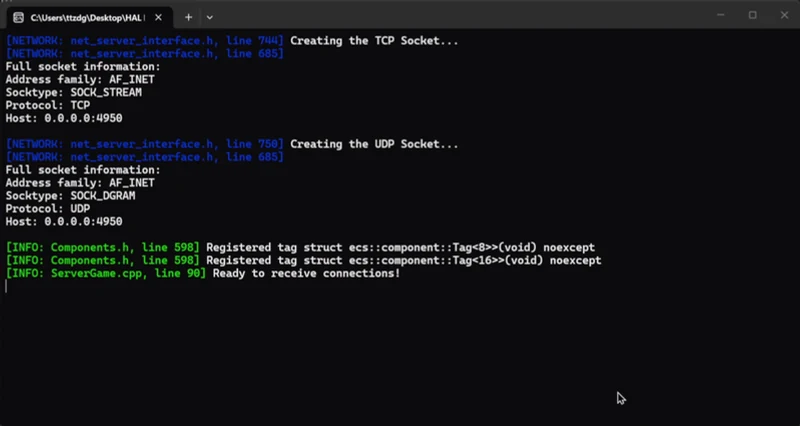 C:\Users\ttzdg\Desktop\HAL
[NETWORK: net_server_interface.h, line 744] Creating the TCP Socket...
[NETWORK: net_server_interface.h, line 685]
Full socket information:
Address family: AF_INET
Socktype: SOCK_STREAM
Protocol: TCP
Host: 0.0.0.0:4950
[NETWORK: net_server_interface.h, line 750] Creating the UDP Socket...
[NETWORK: net_server_interface.h, line 685]
Full socket information:
Address family: AF_INET
Socktype: SOCK_DGRAM
Protocol: UDP
Host: 0.0.0.0:4950
[INFO: Components.h, line 598] Registered tag struct ecs::component::Tag<8>>(void) noexcept
[INFO: Components.h, line 598] Registered tag struct ecs::component::Tag<16>>(void) noexcept
[INFO: ServerGame.cpp, line 90] Ready to receive connections!